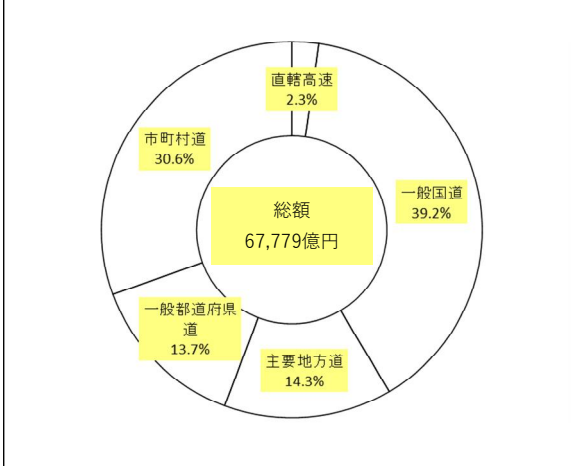 直轄高速
2.3%
一般国道
39.2%
主要地方道
14.3%
一般都道府県
道
13.7%
市町村道
30.6%
総額
67,779億円